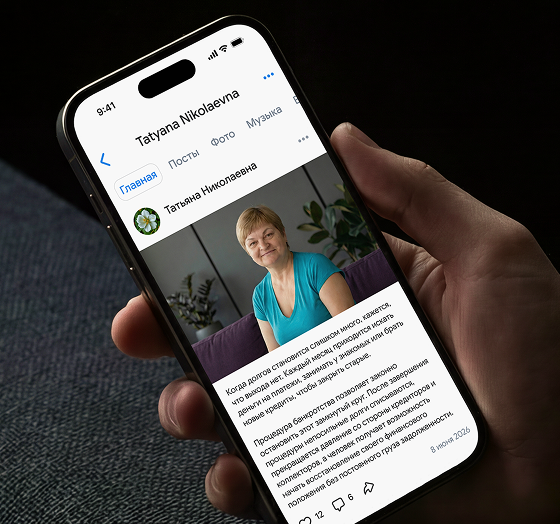 9:41
Tatyana Nikolaevna
Главная Посты Фото Музыка
Татьяна Николаевна
Когда долгов становится слишком много, кажется,
что выхода нет. Каждый месяц приходится искать
деньги на платежи, занимать у знакомых или брать
новые кредиты, чтобы закрыть старые.
Процедура банкротства позволяет законно
остановить этот замкнутый круг. После завершения
процедуры непосильные долги списываются,
прекращается давление со стороны кредиторов и
коллекторов, а человек получает возможность
начать восстановление своего финансового
положения без постоянного груза задолженности.
8 июня 2026
12 6